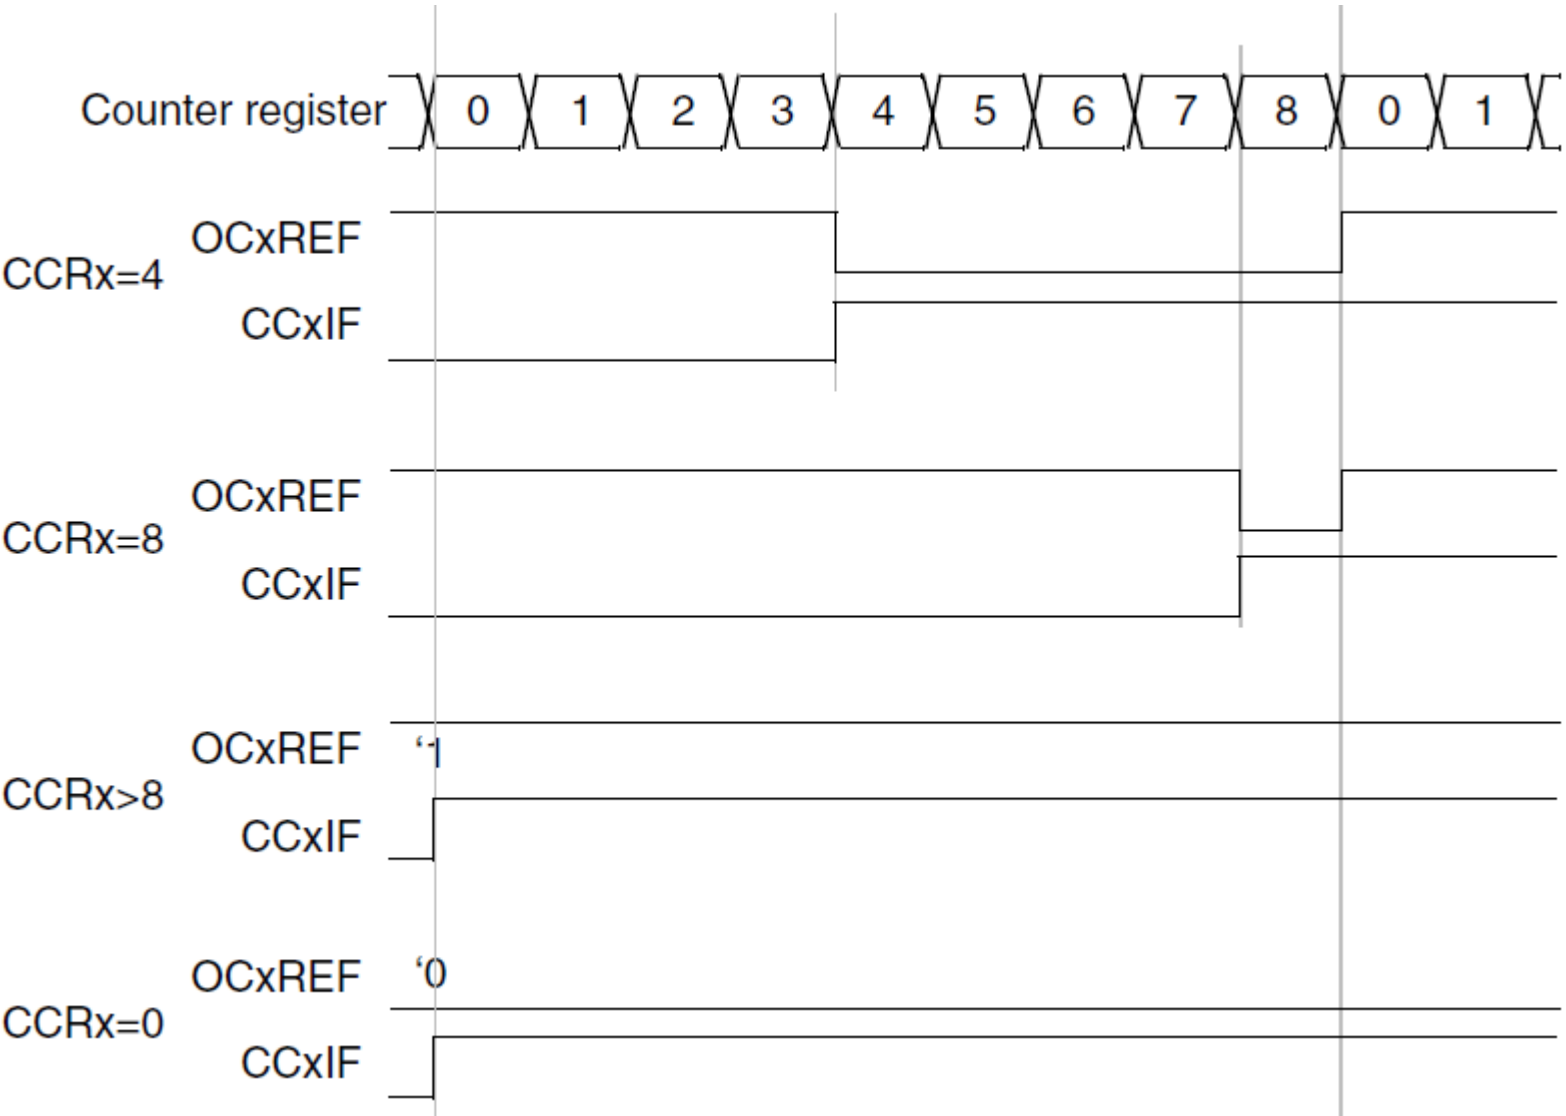 Counter register 0 1 2 3 4 5 6 7 8 0 1
OCxREF
CCRx=4
CCxIF
OCxREF
CCRx=8
CCxIF
OCxREF ‘1
CCRx>8
CCxIF
OCxREF ‘0
CCRx=0
CCxIF